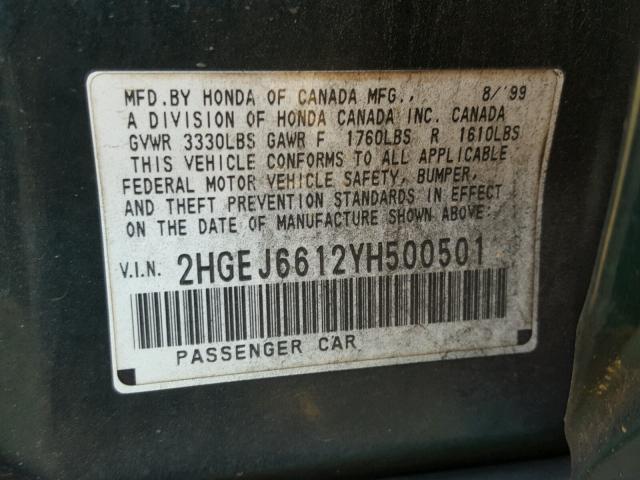 MFD.BY HONDA OF CANADA MFG., 8/'99
A DIVISION OF HONDA CANADA INC. CANADA
GVWR 3330LBS GAWR F 1760LBS R 1610LBS
THIS VEHICLE CONFORMS TO ALL APPLICABLE
FEDERAL MOTOR VEHICLE SAFETY, BUMPER,
AND THEFT PREVENTION STANDARDS IN EFFECT
ON THE DATE OF MANUFACTURE SHOWN ABOVE:
V.I.N. 2HGEJ6612YH500501
PASSENGER CAR